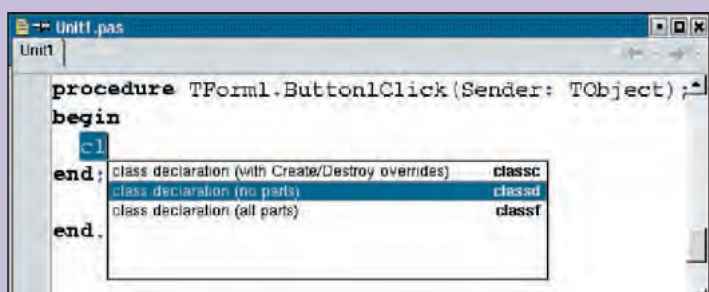 Unit1.pas
Unit1
procedure TForm1.Button1Click(Sender: TObject);
begin
cl
end;
class declaration (with Create/Destroy overrides) classc
class declaration (no parts) classd
class declaration (all parts) classf
end.